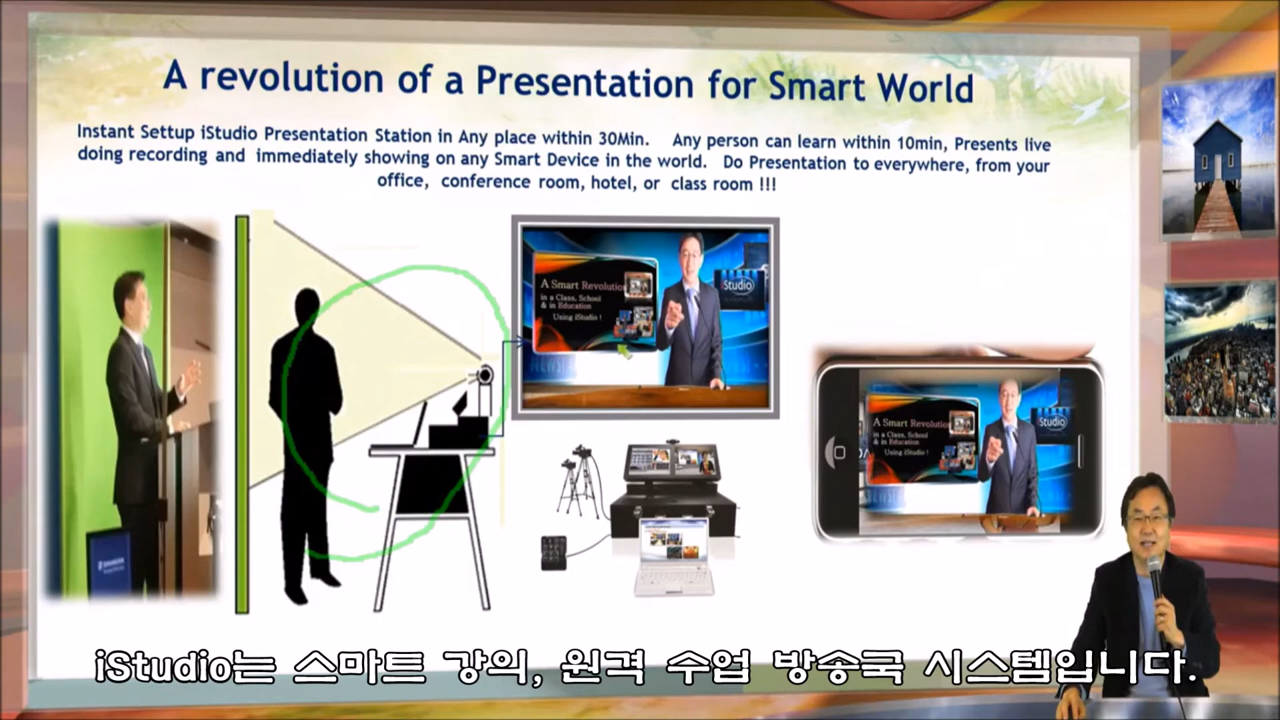 A revolution of a Presentation for Smart World
Instant Settup iStudio Presentation Station in Any place within 30Min. Any person can learn within 10min, Presents live
doing recording and immediately showing on any Smart Device in the world. Do Presentation to everywhere, from your
office, conference room, hotel, or class room !!!
A Smart Revolution
in a Class, School
& in Education
Using iStudio !
iStudio
A Smart Revolution
in a Class, School
& in Education
Using iStudio !
iStudio는 스마트 강의, 원격 수업 방송국 시스템입니다.